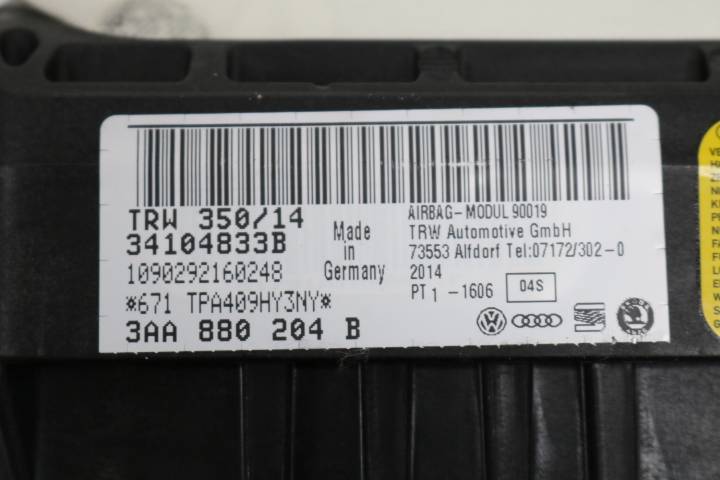 TRW 350/14
34104833B
1090292160248
*671 TPA409HY3NY*
3AA 880 204 B
Made
in
Germany
AIRBAG-MODUL 90019
TRW Automotive GmbH
73553 Alfdorf Tel:07172/302-0
2014
PT 1 -1606 04S